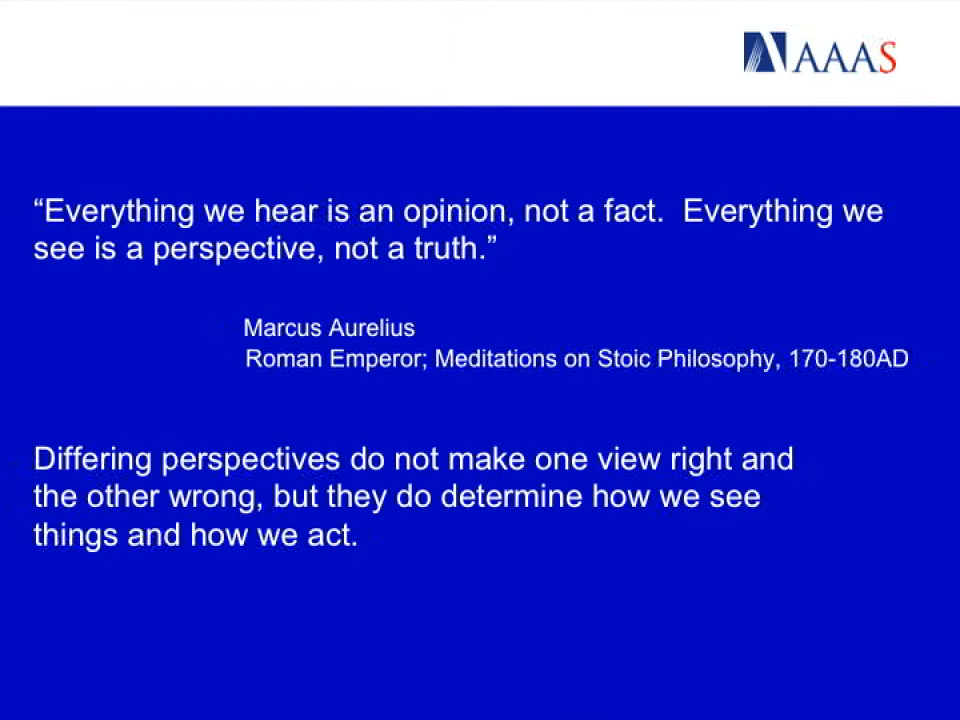 AAAS
“Everything we hear is an opinion, not a fact.  Everything we
see is a perspective, not a truth.”
Marcus Aurelius
Roman Emperor; Meditations on Stoic Philosophy, 170-180AD
Differing perspectives do not make one view right and
the other wrong, but they do determine how we see
things and how we act.